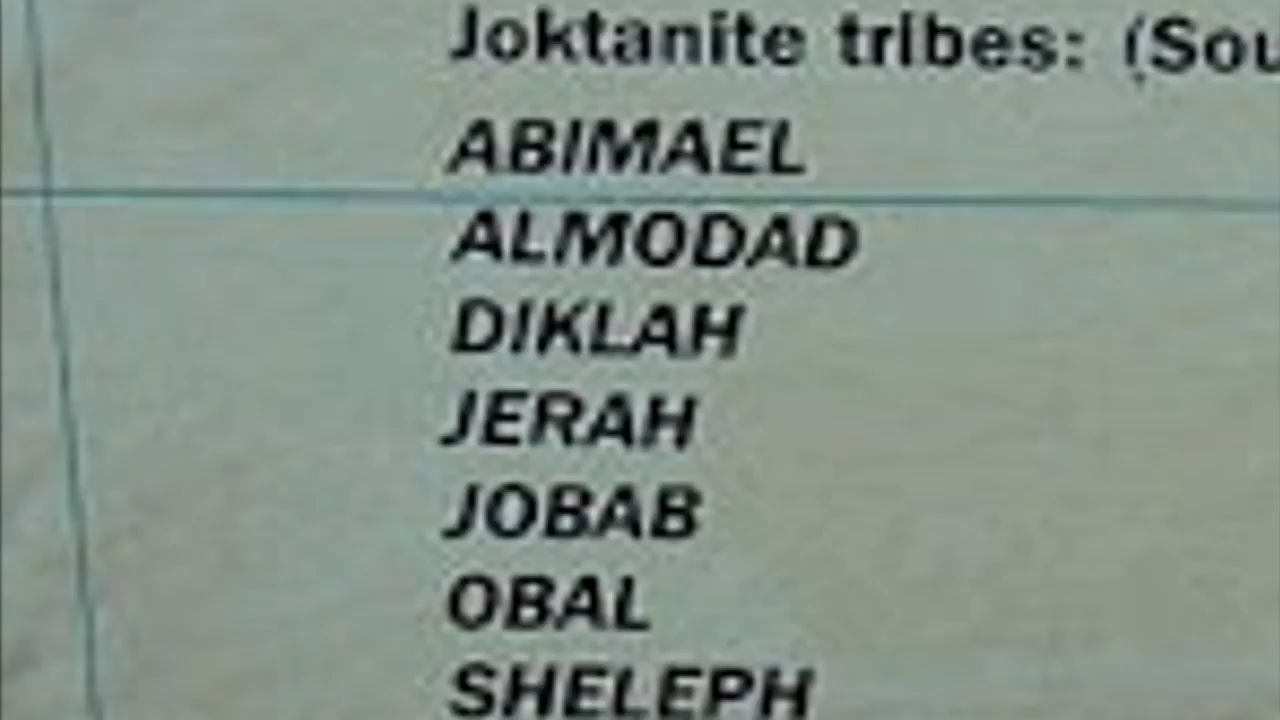 Joktanite tribes: (Sou
ABIMAEL
ALMODAD
DIKLAH
JERAH
JOBAB
OBAL
SHELEPH